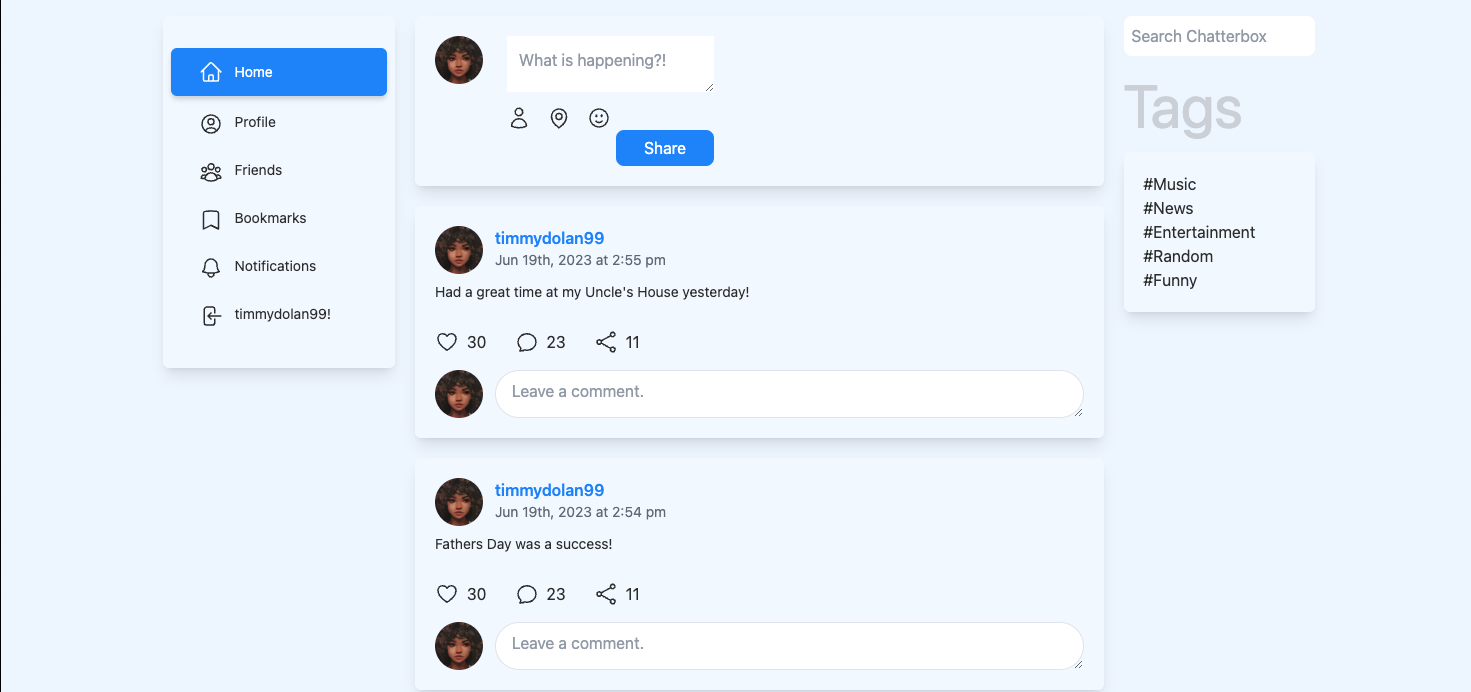 Home
Profile
Friends
Bookmarks
Notifications
timmydolan99!
What is happening?!
Share
timmydolan99
Jun 19th, 2023 at 2:55 pm
Had a great time at my Uncle's House yesterday!
30 23 11
Leave a comment.
timmydolan99
Jun 19th, 2023 at 2:54 pm
Fathers Day was a success!
30 23 11
Leave a comment.
Search Chatterbox
Tags
#Music
#News
#Entertainment
#Random
#Funny